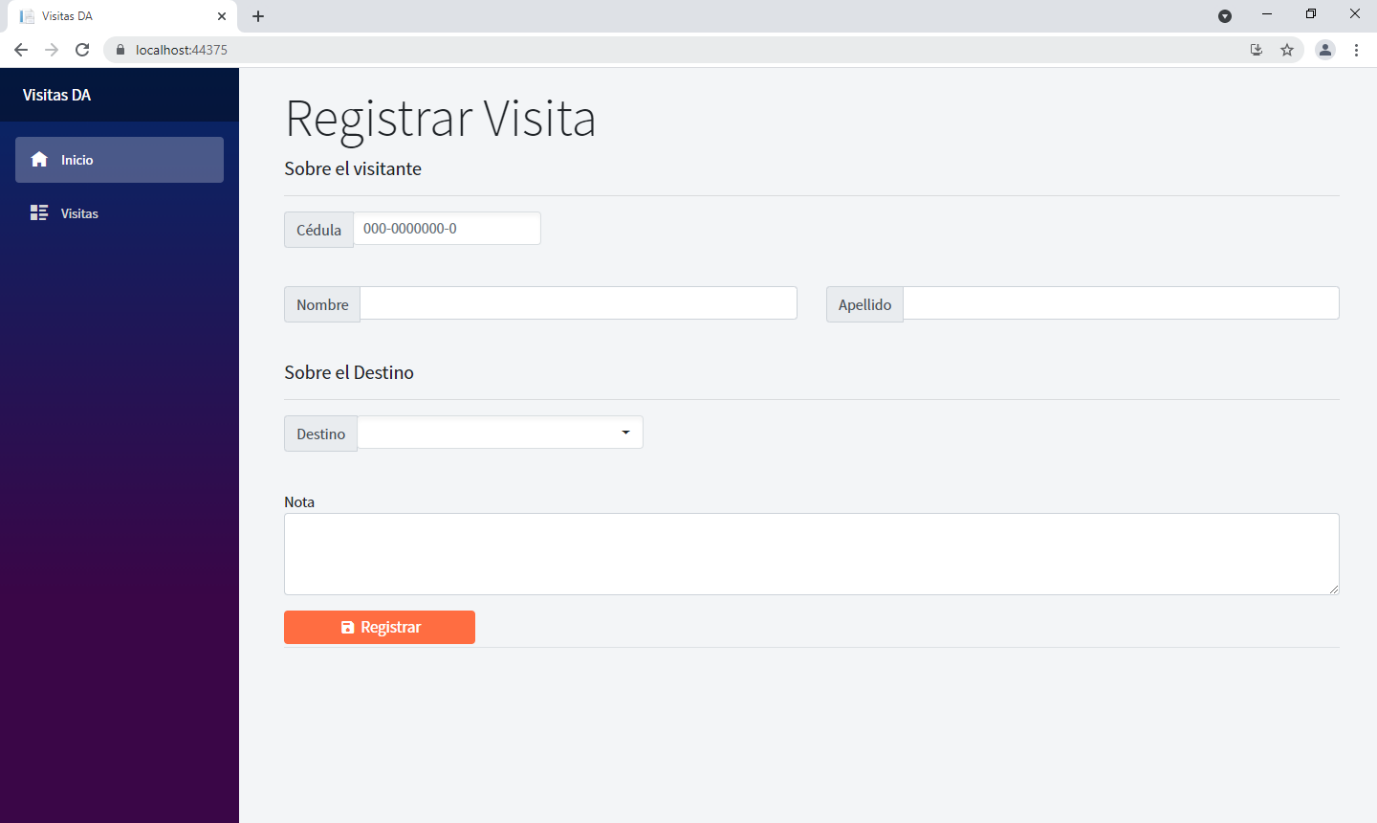 Visitas DA
localhost:44375
Visitas DA
Inicio
Visitas
Registrar Visita
Sobre el visitante
Cédula 000-0000000-0
Nombre Apellido
Sobre el Destino
Destino
Nota
Registrar